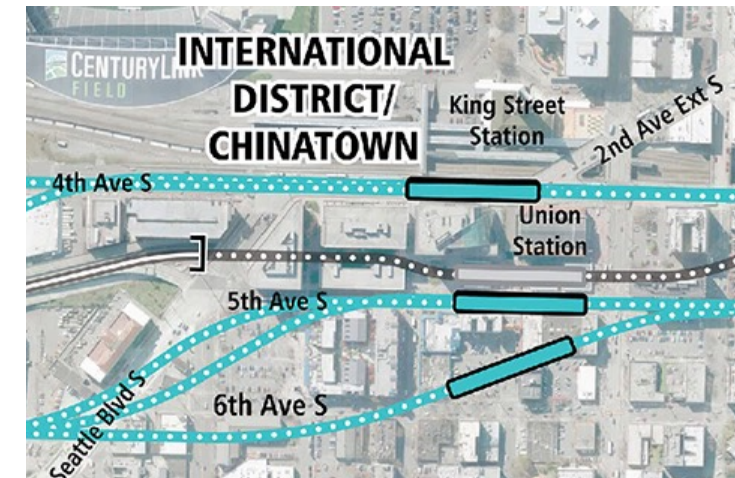 CENTURYLINK
FIELD
INTERNATIONAL
DISTRICT/
CHINATOWN
King Street
Station
2nd Ave Ext S
4th Ave S
Union
Station
5th Ave S
6th Ave S
Seattle Blvd S